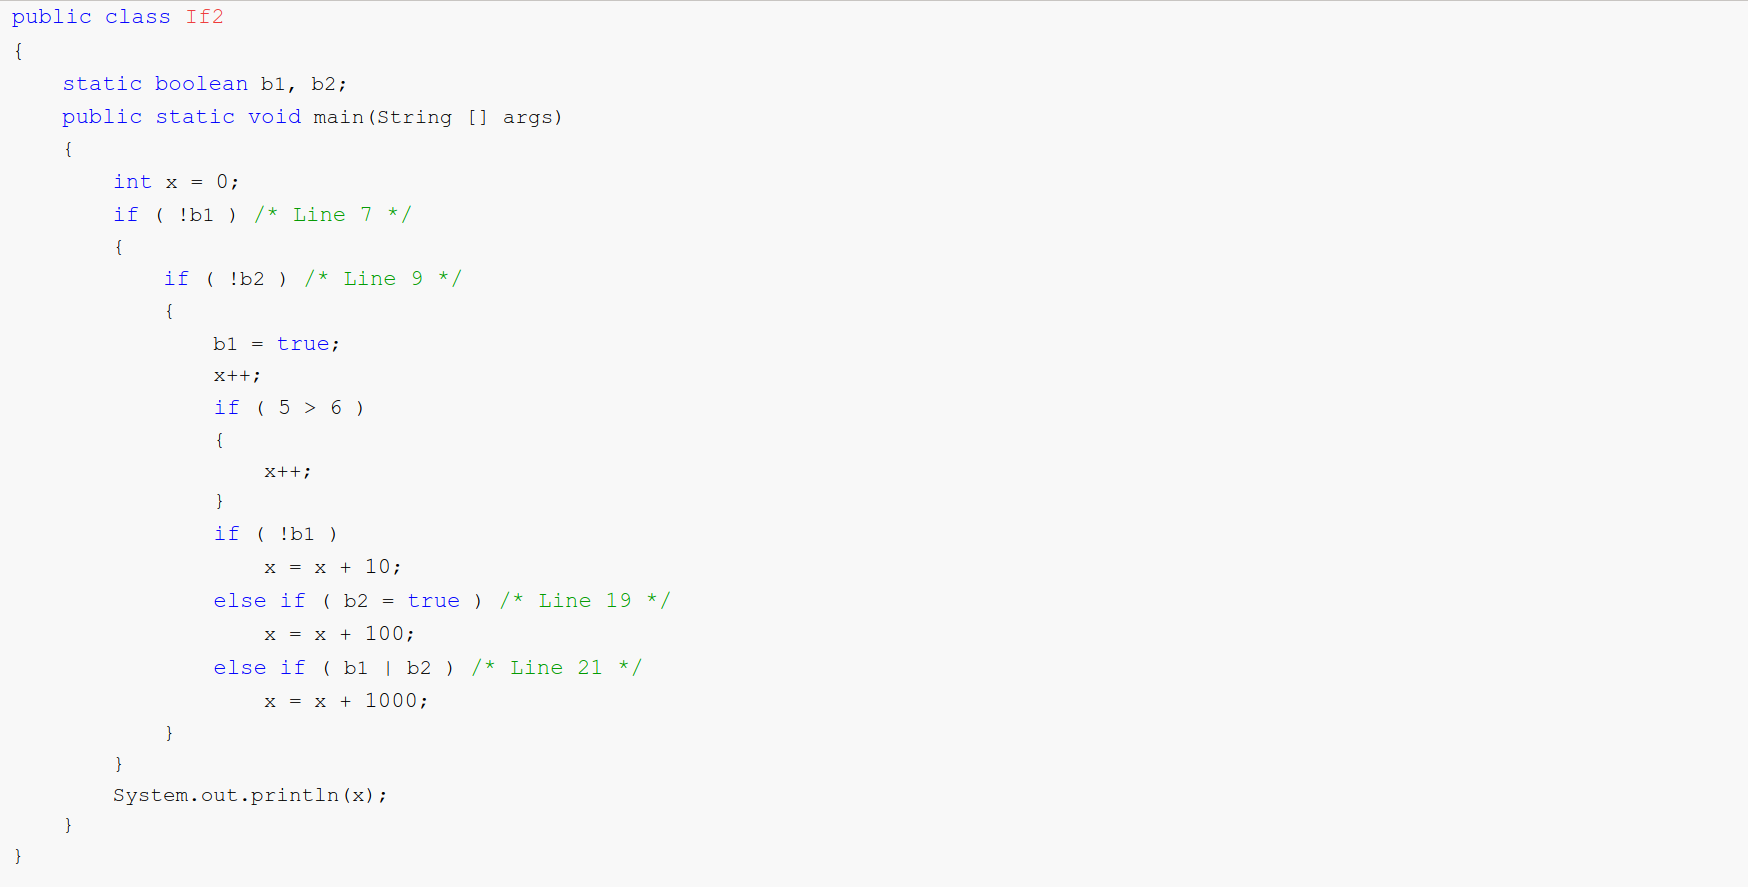 public class If2
{
    static boolean b1, b2;
    public static void main(String [] args)
    {
        int x = 0;
        if ( !b1 ) /* Line 7 */
        {
            if ( !b2 ) /* Line 9 */
            {
                b1 = true;
                x++;
                if ( 5 > 6 )
                {
                    x++;
                }
                if ( !b1 )
                    x = x + 10;
                else if ( b2 = true ) /* Line 19 */
                    x = x + 100;
                else if ( b1 | b2 ) /* Line 21 */
                    x = x + 1000;
            }
        }
        System.out.println(x);
    }
}